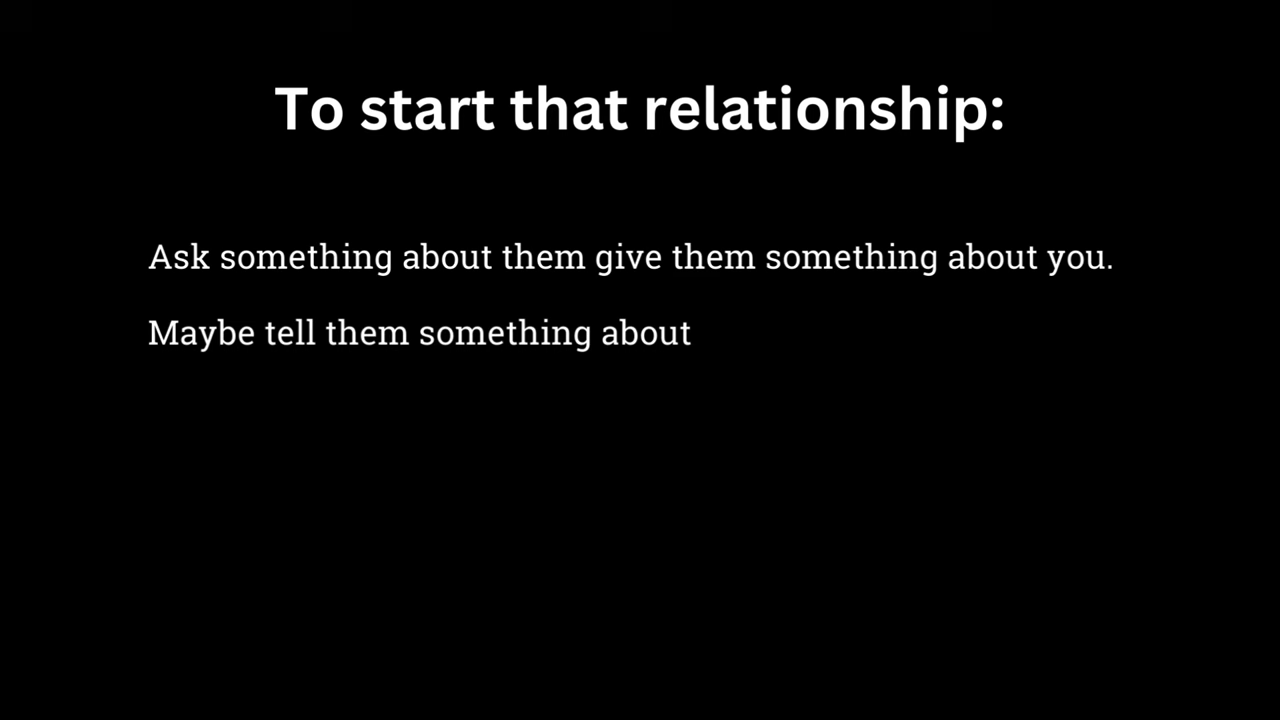 To start that relationship:
Ask something about them give them something about you.
Maybe tell them something about